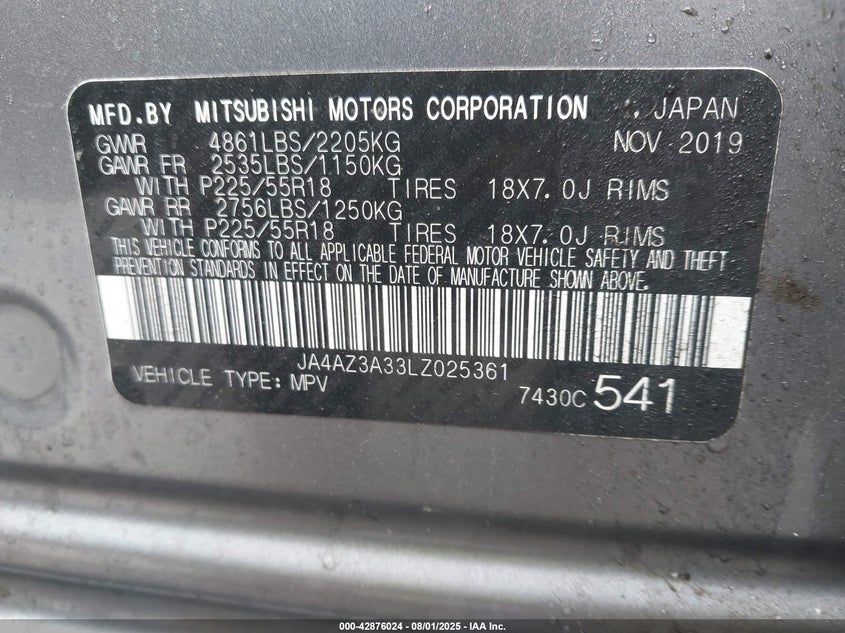 MFD.BY MITSUBISHI MOTORS CORPORATION , JAPAN
GVWR 4861LBS/2205KG NOV 2019
GAWR FR 2535LBS/1150KG
WITH P225/55R18 TIRES 18X7.0J RIMS
GAWR RR 2756LBS/1250KG
WITH P225/55R18 TIRES 18X7.0J RIMS
THIS VEHICLE CONFORMS TO ALL APPLICABLE FEDERAL MOTOR VEHICLE SAFETY AND THEFT
PREVENTION STANDARDS IN EFFECT ON THE DATE OF MANUFACTURE SHOWN ABOVE.
JA4AZ3A33LZ025361
VEHICLE TYPE: MPV
7430C 541
000-42876024 - 08/01/2025 - IAA Inc.